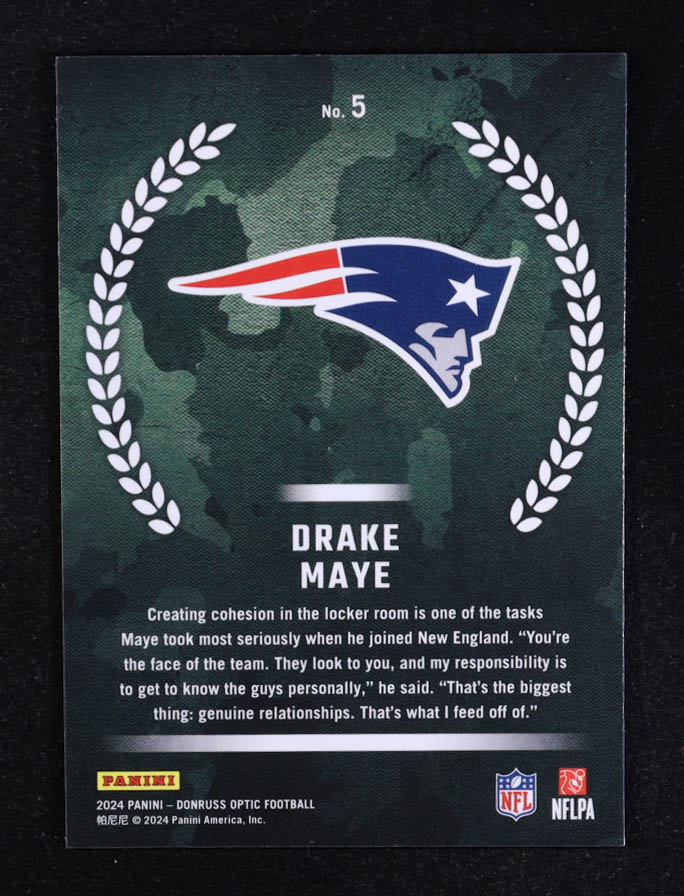 No. 5
DRAKE
MAYE
Creating cohesion in the locker room is one of the tasks
Maye took most seriously when he joined New England. “You’re
the face of the team. They look to you, and my responsibility is
to get to know the guys personally,” he said. “That’s the biggest
thing: genuine relationships. That’s what I feed off of.”
PANINI
2024 PANINI – DONRUSS OPTIC FOOTBALL
帕尼尼 © 2024 Panini America, Inc.
NFL
NFLPA